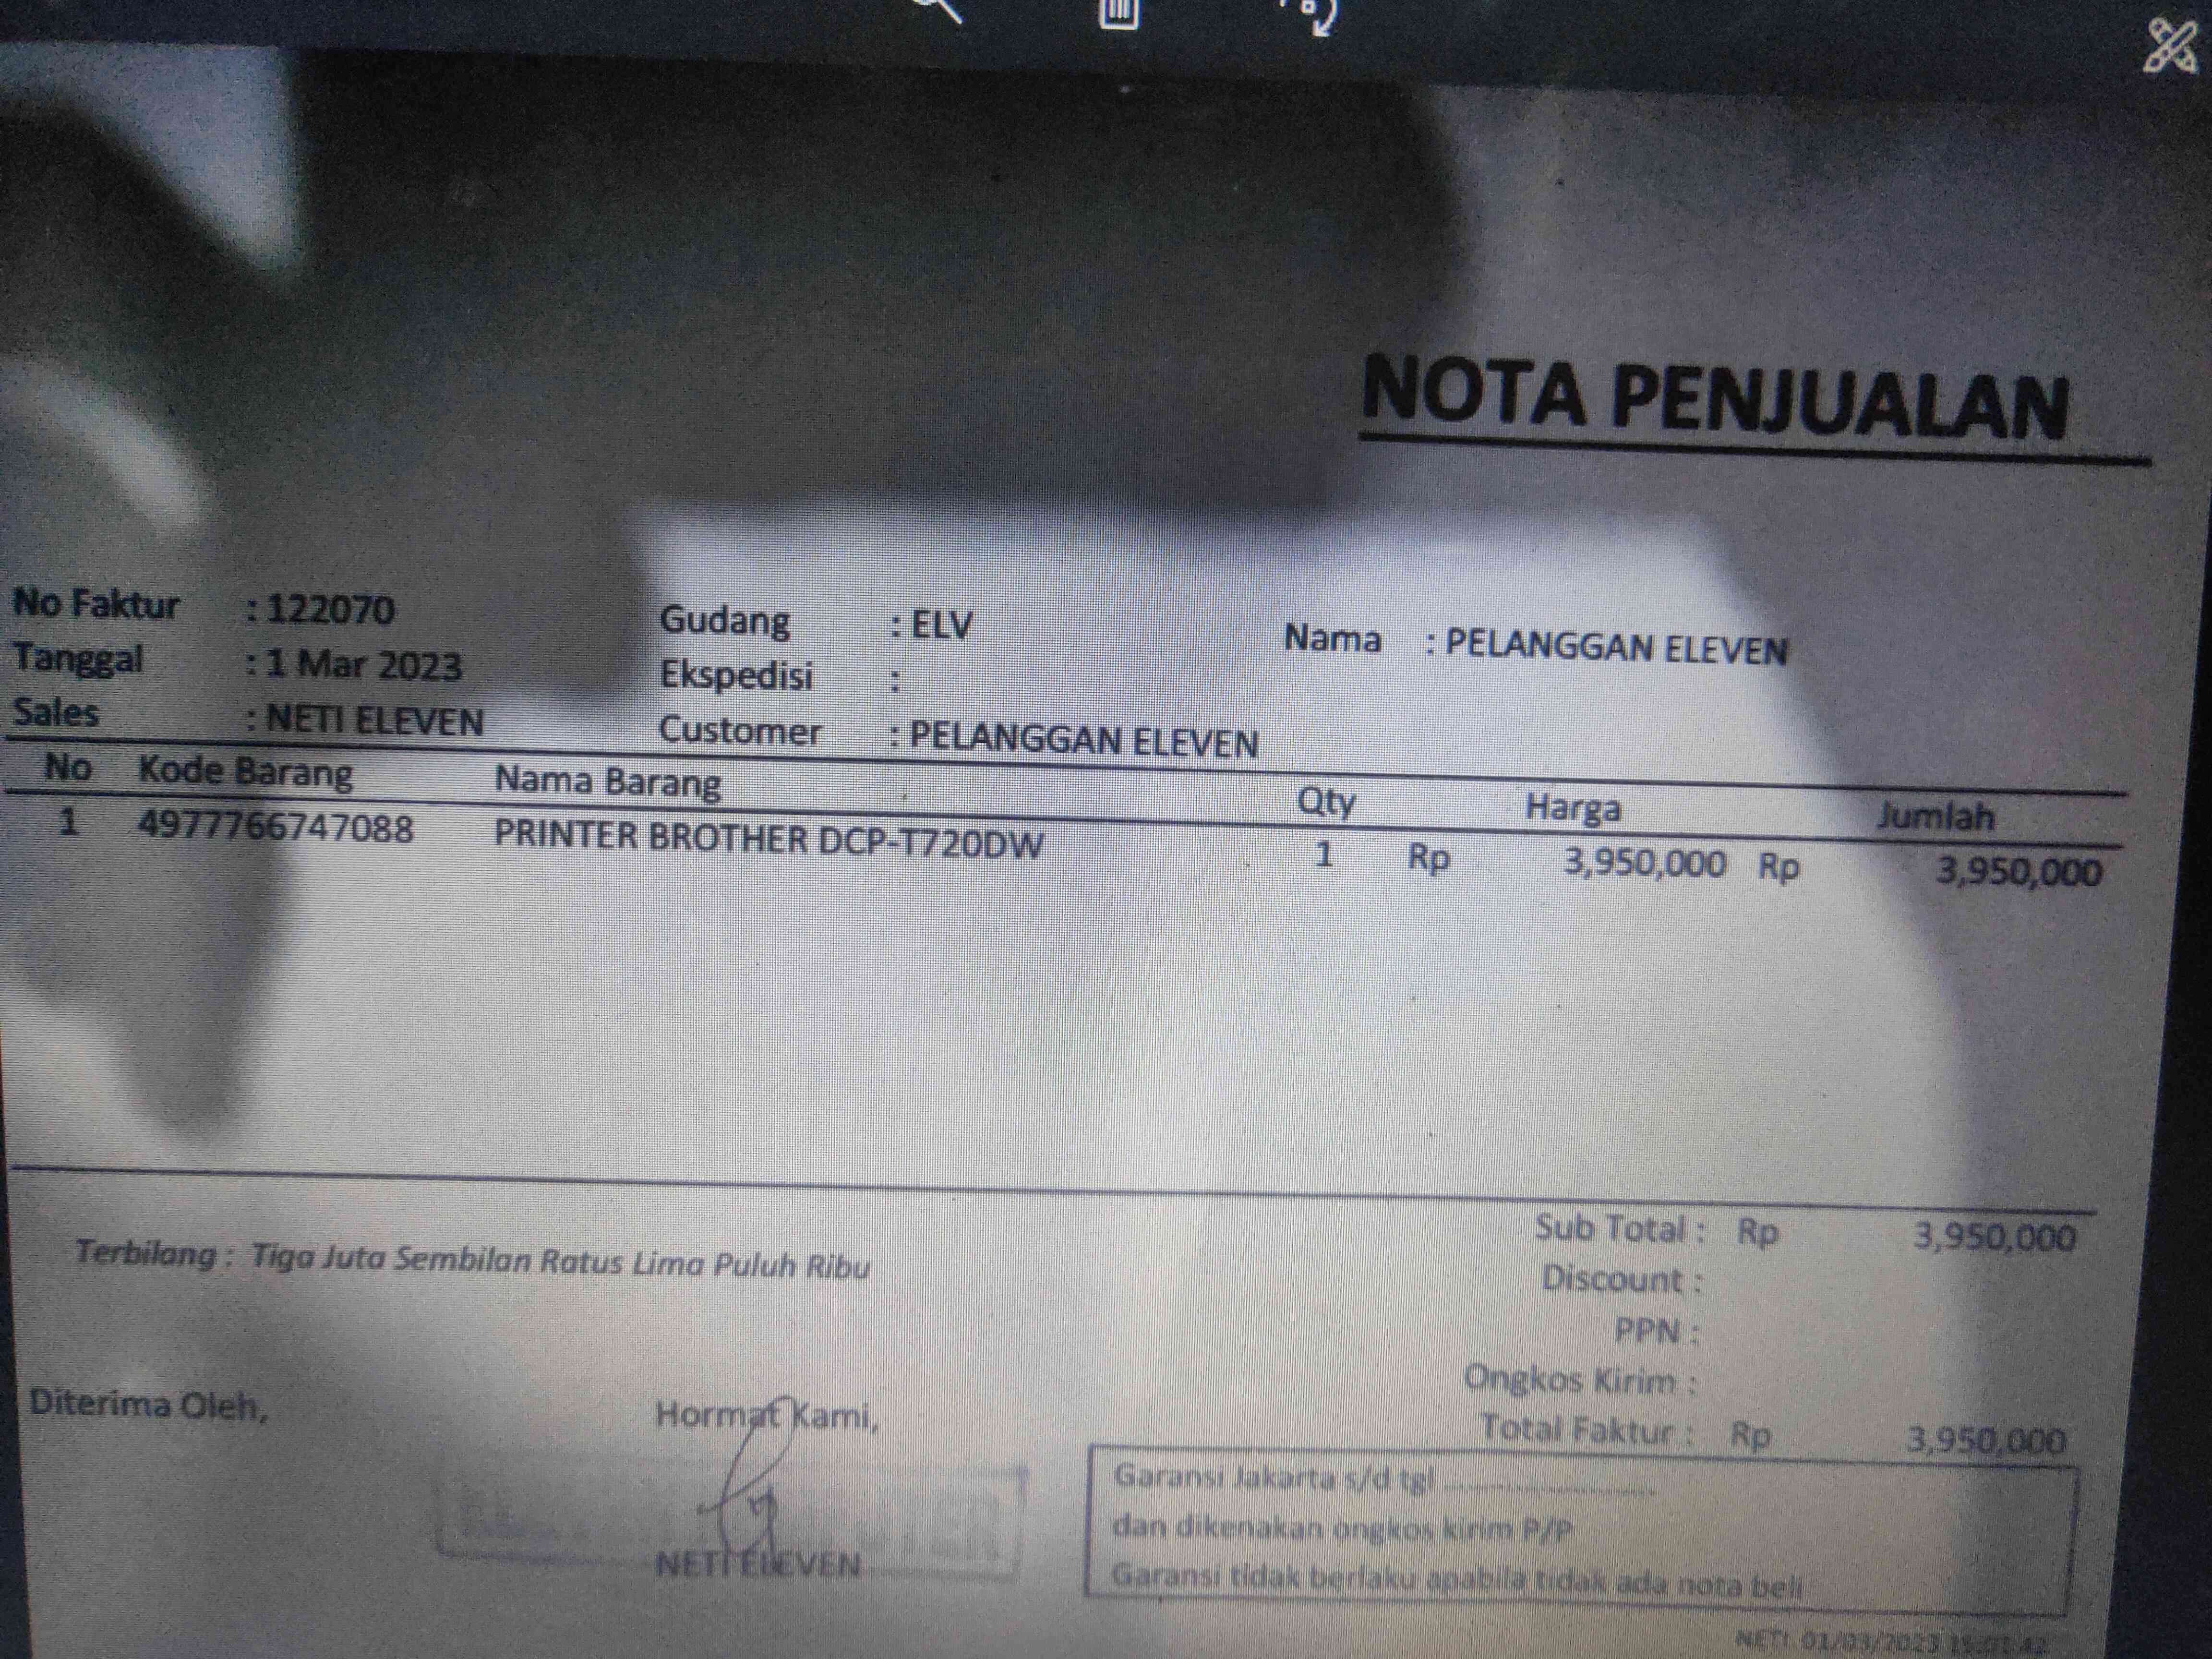 NOTA PENJUALAN
No Faktur : 122070 Gudang : ELV Nama : PELANGGAN ELEVEN
Tanggal : 1 Mar 2023 Ekspedisi :
Sales : NETI ELEVEN Customer : PELANGGAN ELEVEN
No Kode Barang Nama Barang Qty Harga Jumlah
1 4977766747088 PRINTER BROTHER DCP-T720DW 1 Rp 3,950,000 Rp 3,950,000
Sub Total : Rp 3,950,000
Terbilang : Tiga Juta Sembilan Ratus Lima Puluh Ribu
Discount :
PPN :
Ongkos Kirim :
Total Faktur : Rp 3,950,000
Diterima Oleh, Hormat Kami,
NETI ELEVEN
Garansi Jakarta s/d tgl ..............................
dan dikenakan ongkos kirim P/P
Garansi tidak berlaku apabila tidak ada nota beli
NETI 01/03/2023